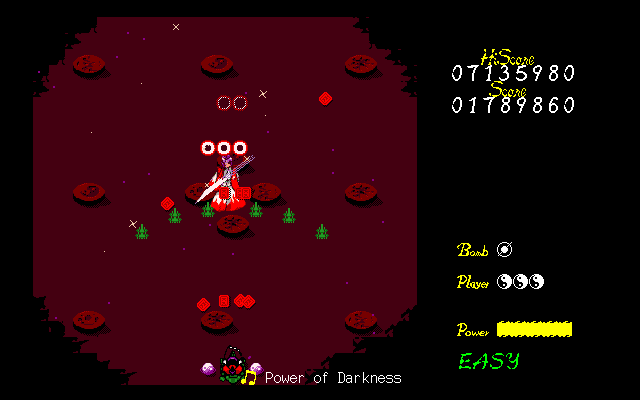 HiScore
07135980
Score
01789860
Bomb
Player
Power
EASY
Power of Darkness